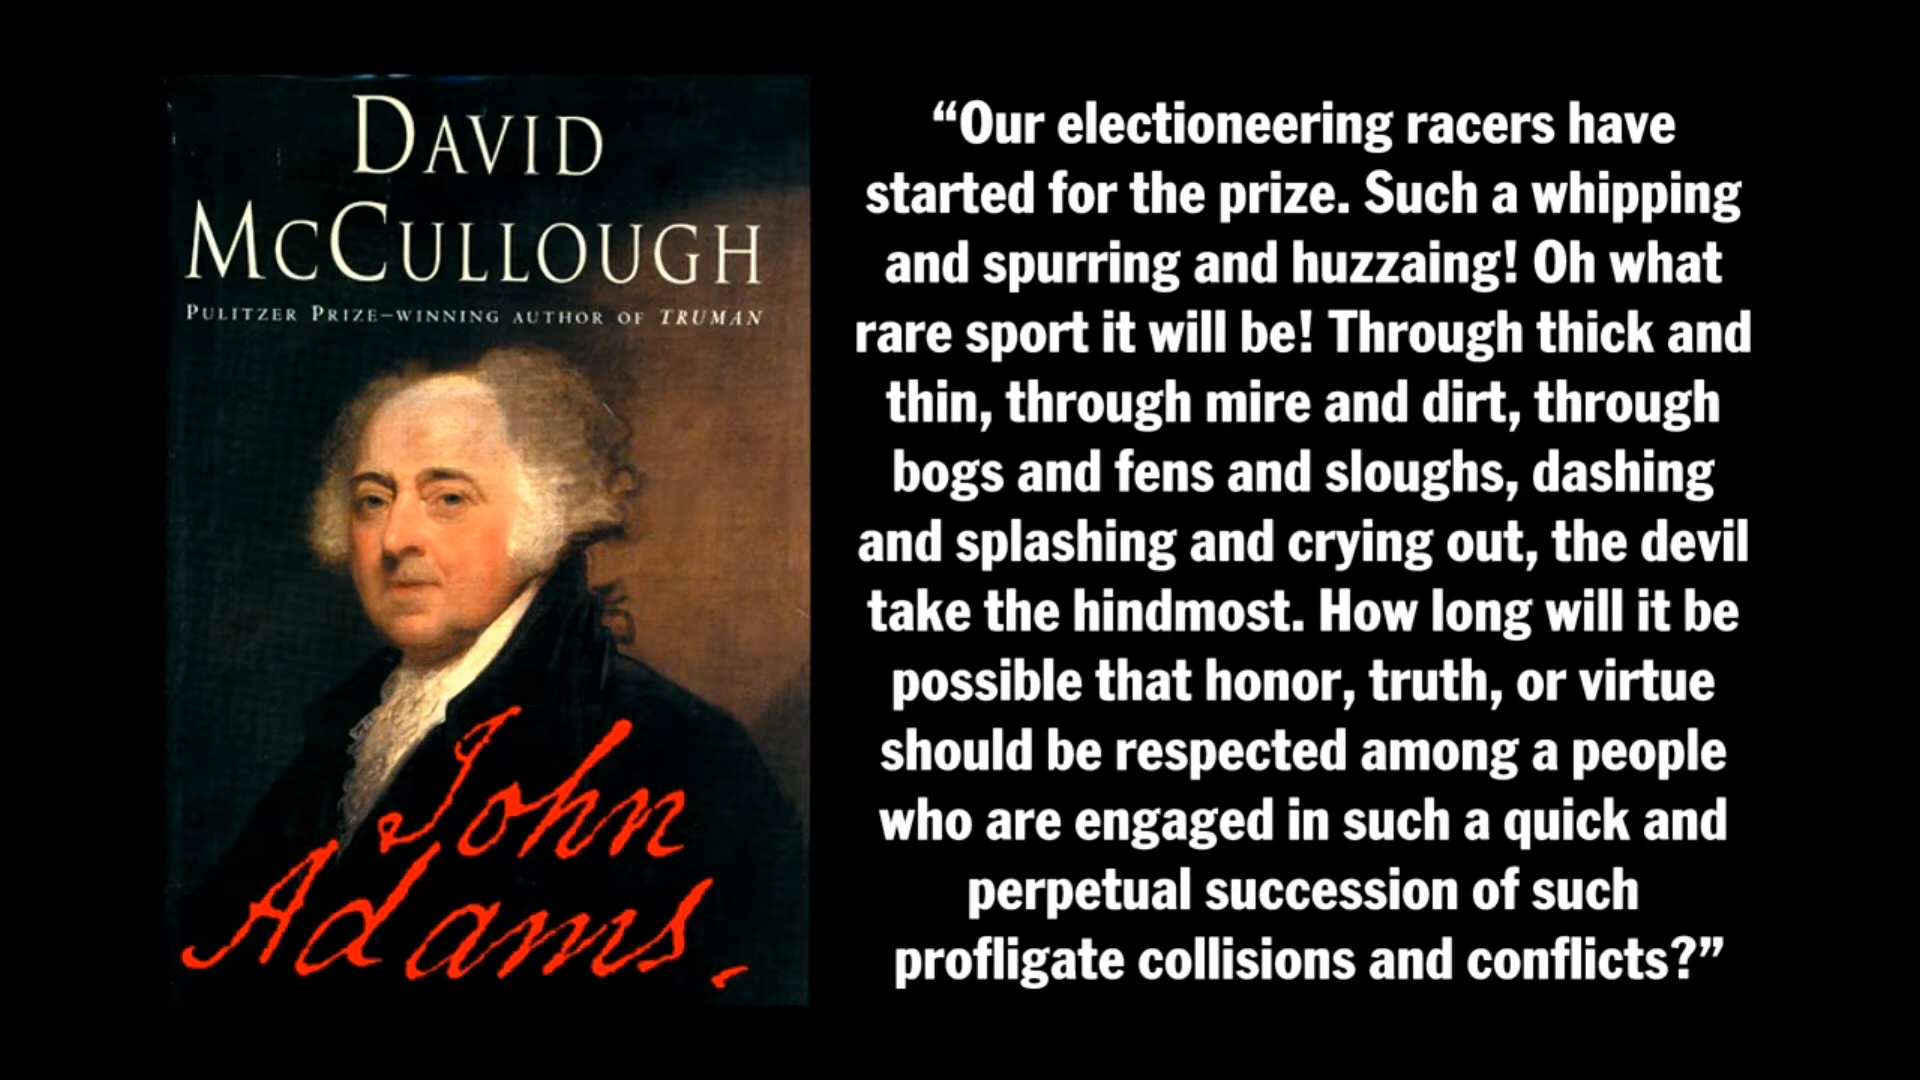 DAVID
MCCULLOUGH
PULITZER PRIZE–WINNING AUTHOR OF TRUMAN
John
Adams.
“Our electioneering racers have
started for the prize. Such a whipping
and spurring and huzzaing! Oh what
rare sport it will be! Through thick and
thin, through mire and dirt, through
bogs and fens and sloughs, dashing
and splashing and crying out, the devil
take the hindmost. How long will it be
possible that honor, truth, or virtue
should be respected among a people
who are engaged in such a quick and
perpetual succession of such
profligate collisions and conflicts?”